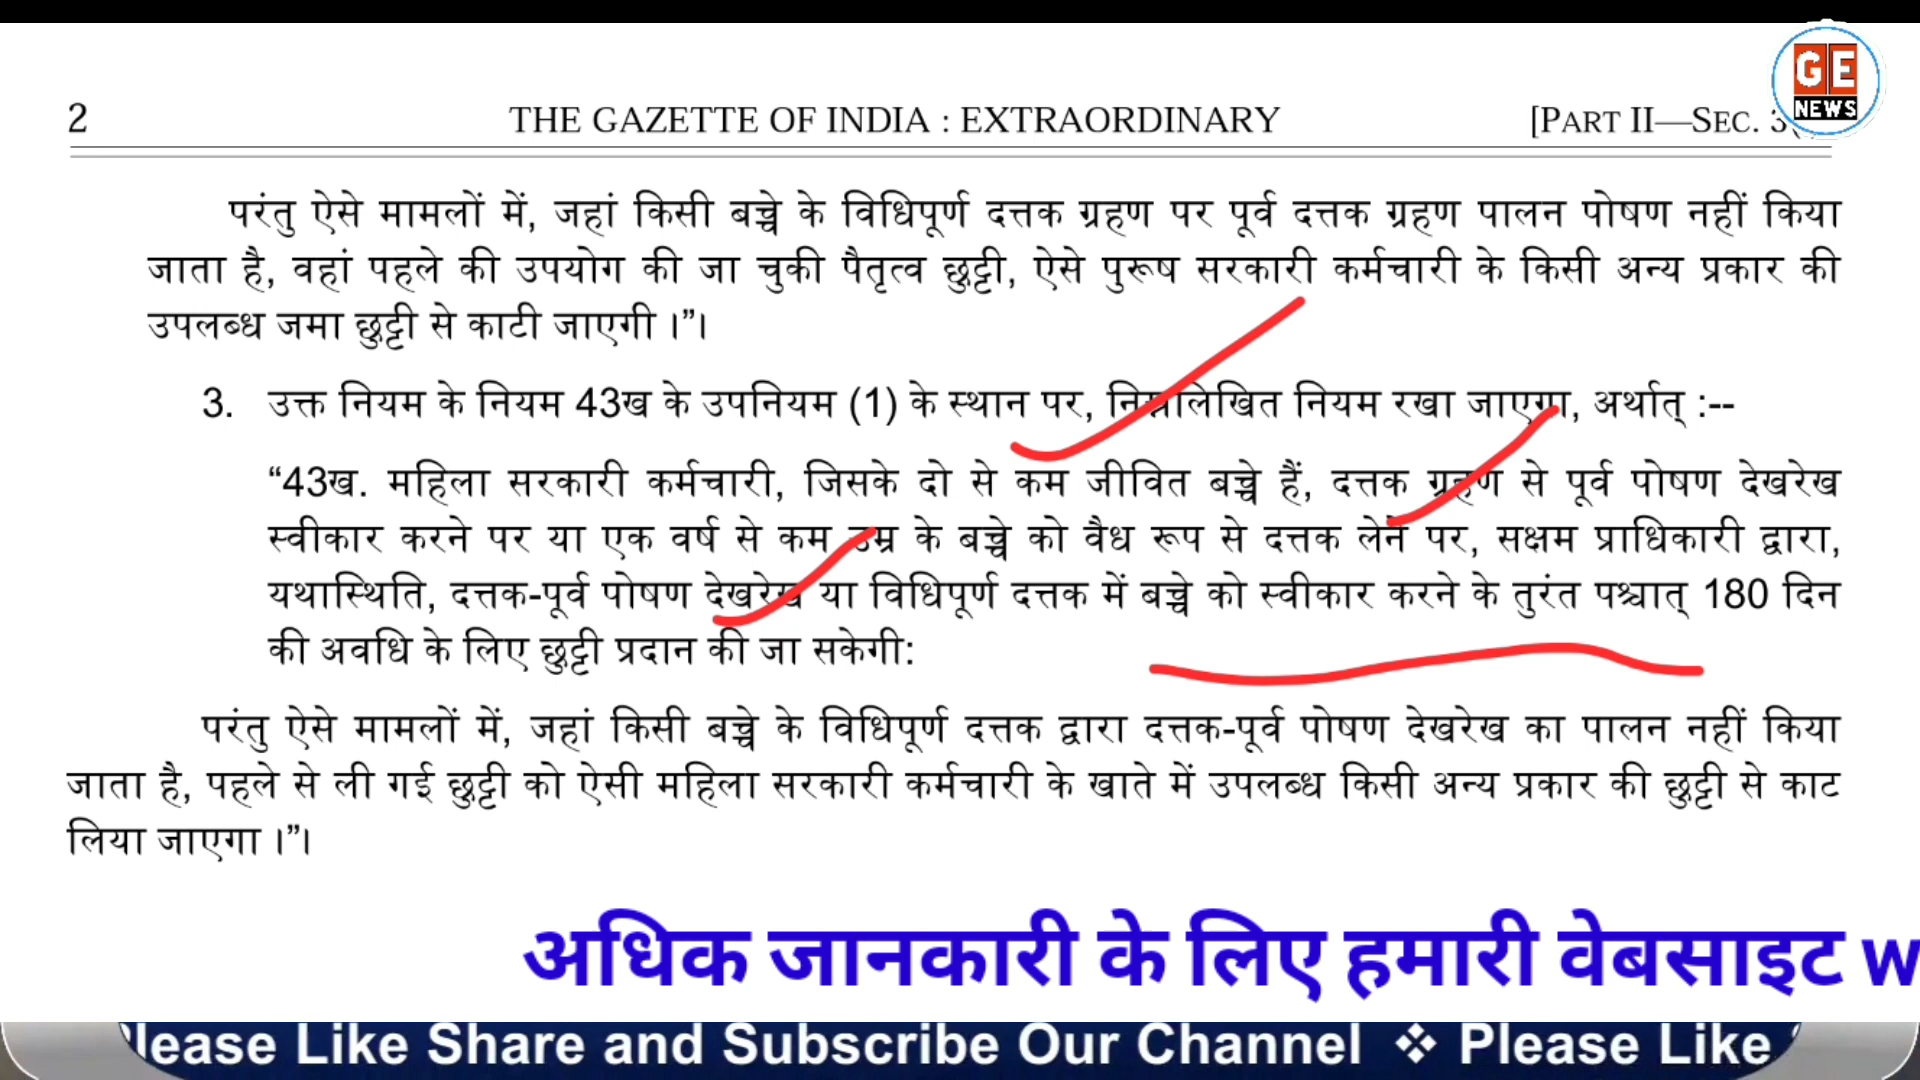 GE
NEWS
2 THE GAZETTE OF INDIA : EXTRAORDINARY [PART II—SEC. 3(
परंतु ऐसे मामलों में, जहां किसी बच्चे के विधिपूर्ण दत्तक ग्रहण पर पूर्व दत्तक ग्रहण पालन पोषण नहीं किया
जाता है, वहां पहले की उपयोग की जा चुकी पैतृत्व छुट्टी, ऐसे पुरूष सरकारी कर्मचारी के किसी अन्य प्रकार की
उपलब्ध जमा छुट्टी से काटी जाएगी ।”।
3. उक्त नियम के नियम 43ख के उपनियम (1) के स्थान पर, निम्नलिखित नियम रखा जाएगा, अर्थात् :--
“43ख. महिला सरकारी कर्मचारी, जिसके दो से कम जीवित बच्चे हैं, दत्तक ग्रहण से पूर्व पोषण देखरेख
स्वीकार करने पर या एक वर्ष से कम उम्र के बच्चे को वैध रूप से दत्तक लेने पर, सक्षम प्राधिकारी द्वारा,
यथास्थिति, दत्तक-पूर्व पोषण देखरेख या विधिपूर्ण दत्तक में बच्चे को स्वीकार करने के तुरंत पश्चात् 180 दिन
की अवधि के लिए छुट्टी प्रदान की जा सकेगी:
परंतु ऐसे मामलों में, जहां किसी बच्चे के विधिपूर्ण दत्तक द्वारा दत्तक-पूर्व पोषण देखरेख का पालन नहीं किया
जाता है, पहले से ली गई छुट्टी को ऐसी महिला सरकारी कर्मचारी के खाते में उपलब्ध किसी अन्य प्रकार की छुट्टी से काट
लिया जाएगा ।”।
अधिक जानकारी के लिए हमारी वेबसाइट w
lease Like Share and Subscribe Our Channel ❖ Please Like